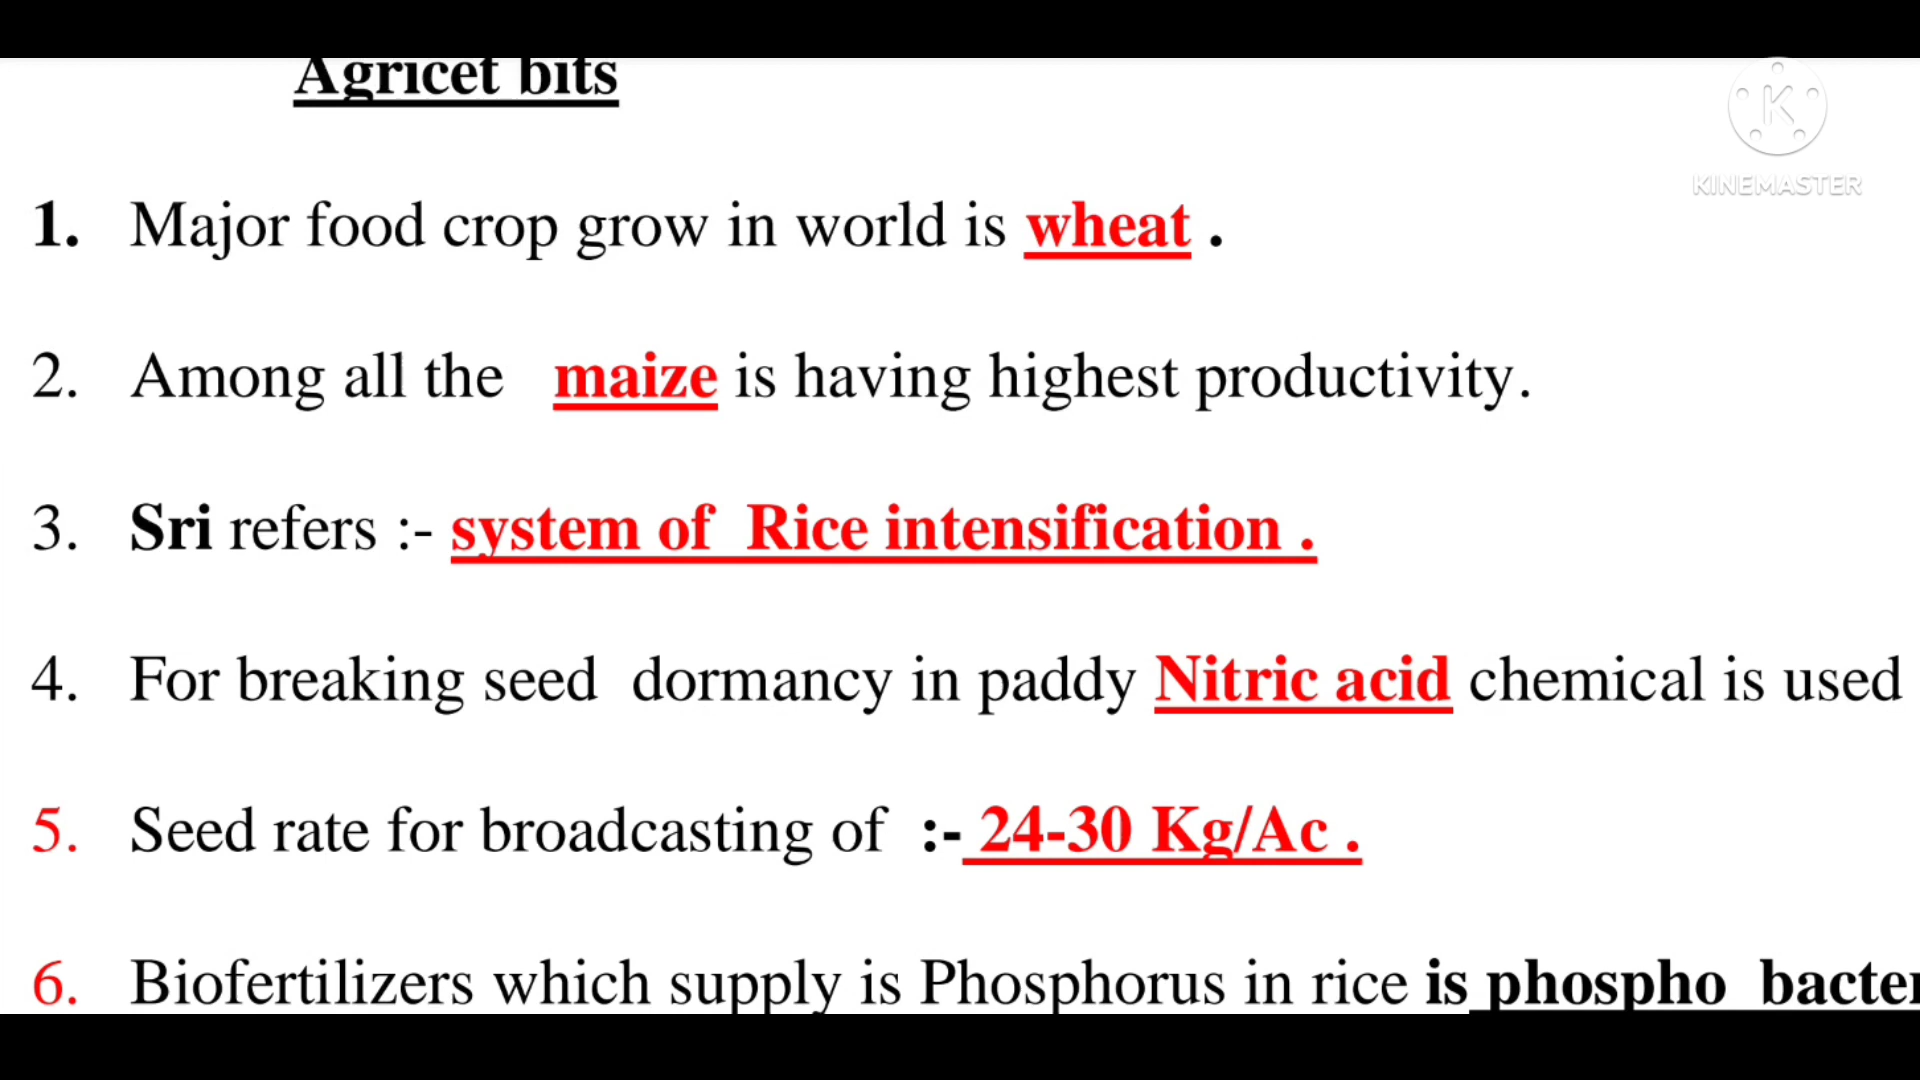 Agricet bits
K
KINEMASTER
1. Major food crop grow in world is wheat .
2. Among all the maize is having highest productivity.
3. Sri refers :- system of Rice intensification .
4. For breaking seed dormancy in paddy Nitric acid chemical is used
5. Seed rate for broadcasting of :- 24-30 Kg/Ac .
6. Biofertilizers which supply is Phosphorus in rice is phospho